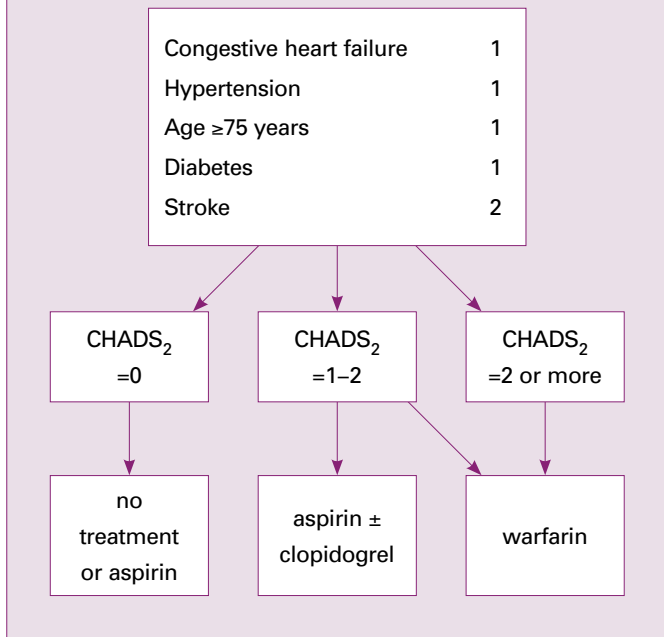 Congestive heart failure 1
Hypertension 1
Age ≥75 years 1
Diabetes 1
Stroke 2
CHADS₂
=0
CHADS₂
=1–2
CHADS₂
=2 or more
no
treatment
or aspirin
aspirin ±
clopidogrel
warfarin